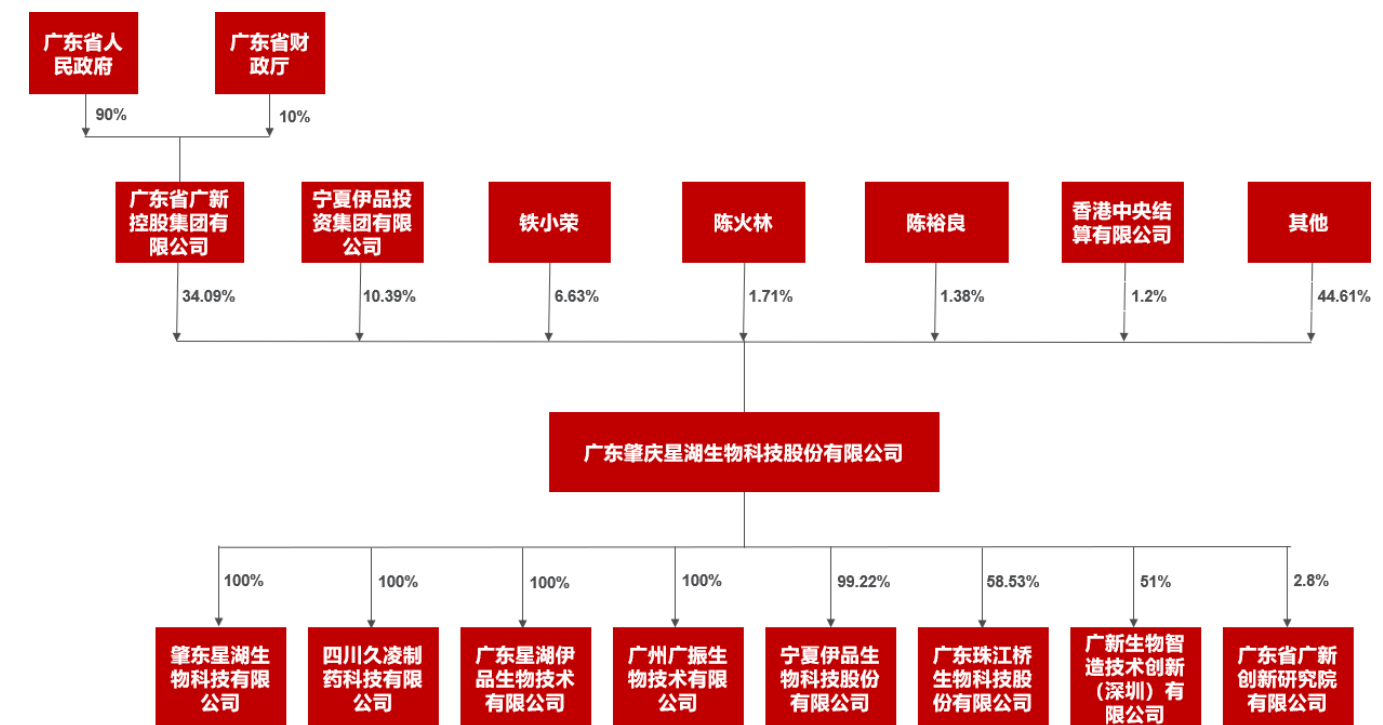 广东省人
民政府
广东省财
政厅
90%
10%
广东省广新
控股集团有
限公司
宁夏伊品投
资集团有限
公司
铁小荣
陈火林
陈裕良
香港中央结
算有限公司
其他
34.09%
10.39%
6.63%
1.71%
1.38%
1.2%
44.61%
广东肇庆星湖生物科技股份有限公司
100%
100%
100%
100%
99.22%
58.53%
51%
2.8%
肇东星湖生
物科技有限
公司
四川久凌制
药科技有限
公司
广东星湖伊
品生物技术
有限公司
广州广振生
物技术有限
公司
宁夏伊品生
物科技股份
有限公司
广东珠江桥
生物科技股
份有限公司
广新生物智
造技术创新
（深圳）有
限公司
广东省广新
创新研究院
有限公司